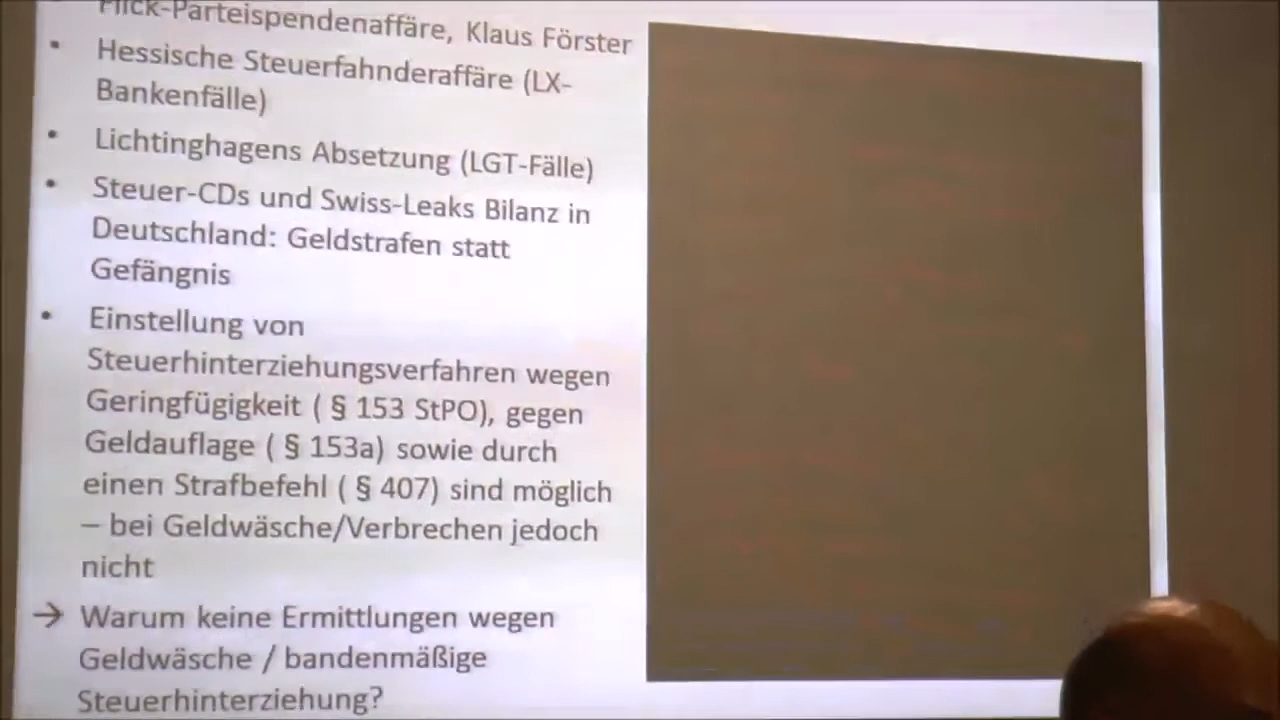 Flick-Parteispendenaffäre, Klaus Förster
• Hessische Steuerfahnderaffäre (LX-
Bankenfälle)
• Lichtinghagens Absetzung (LGT-Fälle)
• Steuer-CDs und Swiss-Leaks Bilanz in
Deutschland: Geldstrafen statt
Gefängnis
• Einstellung von
Steuerhinterziehungsverfahren wegen
Geringfügigkeit ( § 153 StPO), gegen
Geldauflage ( § 153a) sowie durch
einen Strafbefehl ( § 407) sind möglich
– bei Geldwäsche/Verbrechen jedoch
nicht
→ Warum keine Ermittlungen wegen
Geldwäsche / bandenmäßige
Steuerhinterziehung?